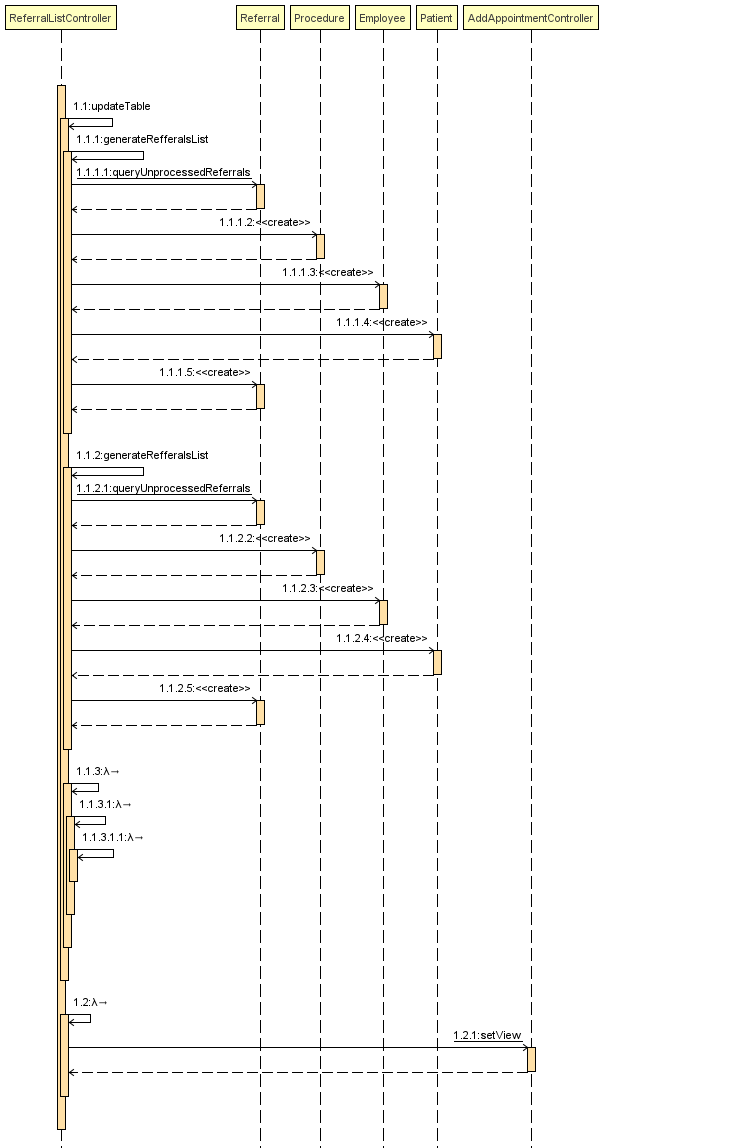 ReferralListController Referral Procedure Employee Patient AddAppointmentController
1.1:updateTable
1.1.1:generateRefferalsList
1.1.1.1:queryUnprocessedReferrals
1.1.1.2:<<create>>
1.1.1.3:<<create>>
1.1.1.4:<<create>>
1.1.1.5:<<create>>
1.1.2:generateRefferalsList
1.1.2.1:queryUnprocessedReferrals
1.1.2.2:<<create>>
1.1.2.3:<<create>>
1.1.2.4:<<create>>
1.1.2.5:<<create>>
1.1.3:λ→
1.1.3.1:λ→
1.1.3.1.1:λ→
1.2:λ→
1.2.1:setView